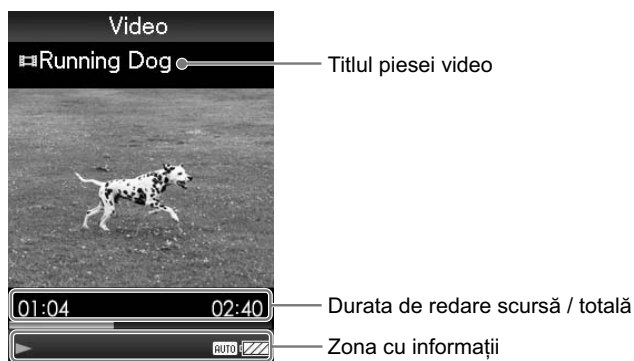 Video
Running Dog
Titlul piesei video
01:04 02:40
Durata de redare scursă / totală
AUTO
Zona cu informații